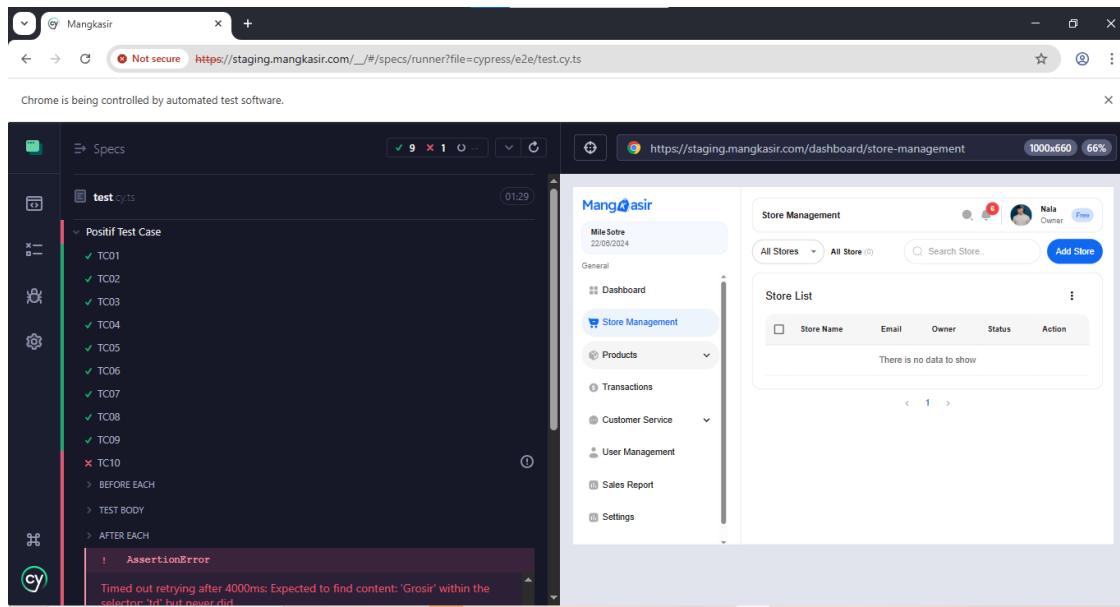 Mangkasir
Not secure https://staging.mangkasir.com/__/#/specs/runner?file=cypress/e2e/test.cy.ts
Chrome is being controlled by automated test software.
Specs
9 1 --
test.cy.ts 01:29
Positif Test Case
TC01
TC02
TC03
TC04
TC05
TC06
TC07
TC08
TC09
TC10
BEFORE EACH
TEST BODY
AFTER EACH
! AssertionError
Timed out retrying after 4000ms: Expected to find content: 'Grosir' within the
selector: 'td' but never did.
cy
https://staging.mangkasir.com/dashboard/store-management 1000x660 66%
MangKasir
Mile Sotre
22/06/2024
General
Dashboard
Store Management
Products
Transactions
Customer Service
User Management
Sales Report
Settings
Store Management
6
Nala
Owner
Free
All Stores All Store (0) Search Store.. Add Store
Store List
Store Name Email Owner Status Action
There is no data to show
< 1 >